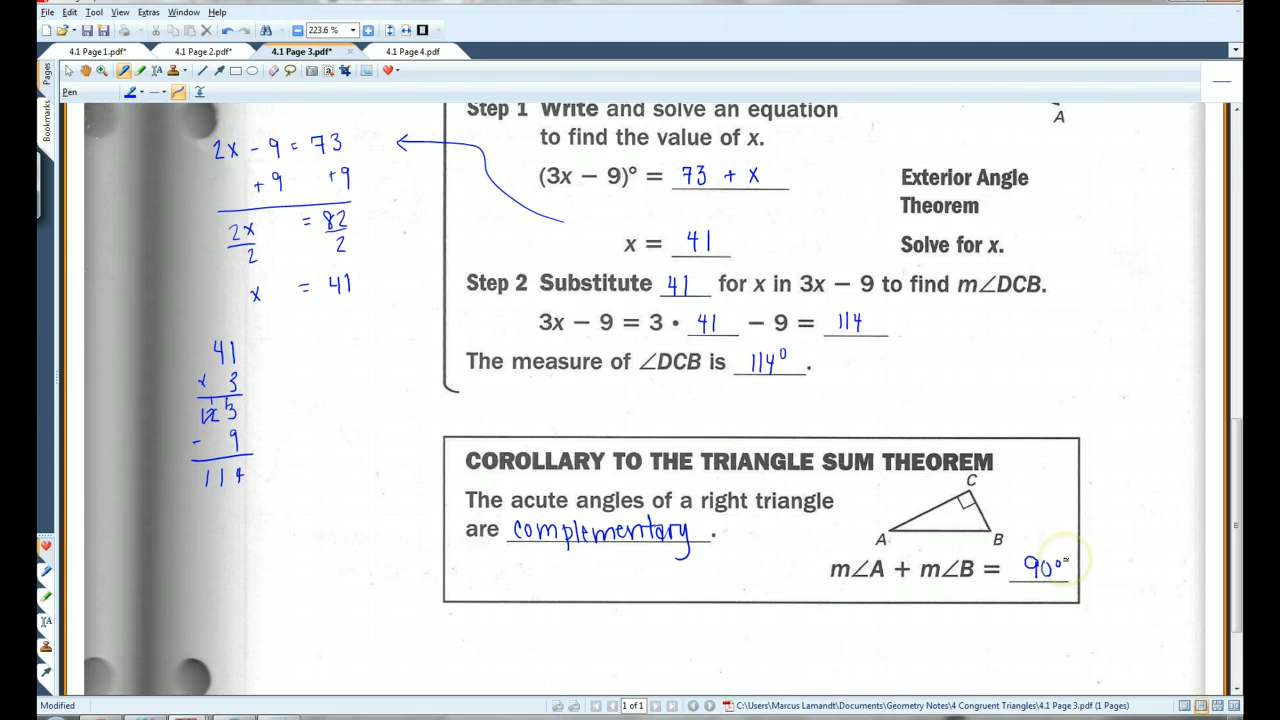 File Edit View Tools Extras Window Help
223.6 %
4.1 Page 1.pdf* 4.1 Page 2.pdf* 4.1 Page 3.pdf* 4.1 Page 4.pdf
Pen
Pages
Bookmarks
2x - 9 = 73
+9 +9
2x = 82
2 2
x = 41
41
x 3
123
- 9
114
Step 1 Write and solve an equation
to find the value of x.
(3x − 9)° = 73 + x
Exterior Angle
Theorem
x = 41
Solve for x.
Step 2 Substitute 41 for x in 3x − 9 to find m∠DCB.
3x − 9 = 3 • 41 − 9 = 114
The measure of ∠DCB is 114° .
A
COROLLARY TO THE TRIANGLE SUM THEOREM
The acute angles of a right triangle
are complementary .
C
A B
m∠A + m∠B = 90°
Modified
1 of 1
C:\Users\Marcus Lamandt\Documents\Geometry Notes\4 Congruent Triangles\4.1 Page 3.pdf (1 Pages)